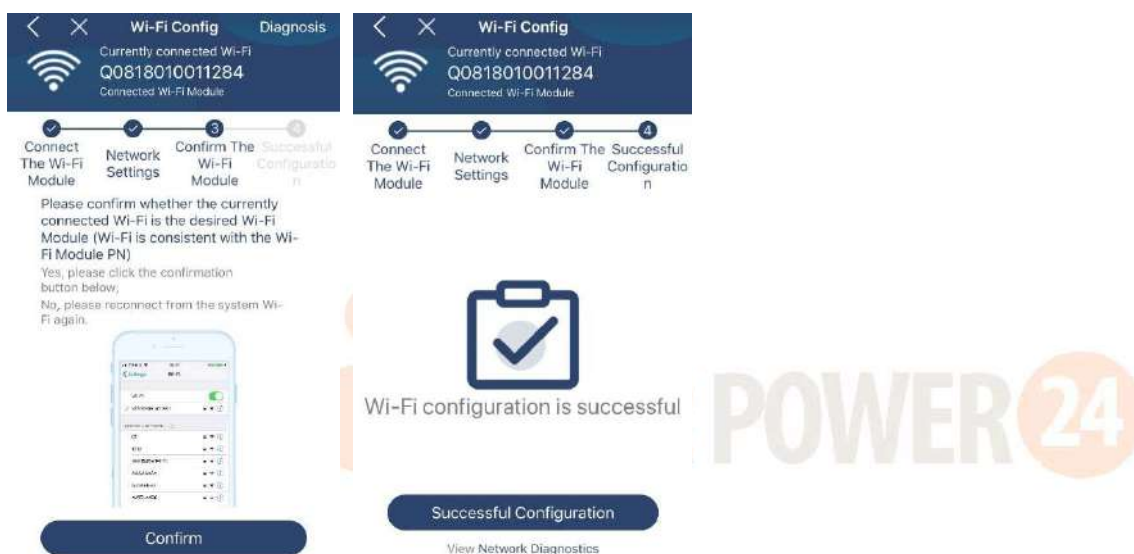 Wi-Fi Config
Diagnosis
Currently connected Wi-Fi
Q0818010011284
Connected Wi-Fi Module
3
4
Connect
The Wi-Fi
Module
Network
Settings
Confirm The
Wi-Fi
Module
Successful
Configuratio
n
Please confirm whether the currently
connected Wi-Fi is the desired Wi-Fi
Module (Wi-Fi is consistent with the Wi-
Fi Module PN)
Yes, please click the confirmation
button below;
No, please reconnect from the system Wi-
Fi again.
Confirm
Wi-Fi Config
Currently connected Wi-Fi
Q0818010011284
Connected Wi-Fi Module
4
Connect
The Wi-Fi
Module
Network
Settings
Confirm The
Wi-Fi
Module
Successful
Configuratio
n
Wi-Fi configuration is successful
Successful Configuration
View Network Diagnostics
POWER 24